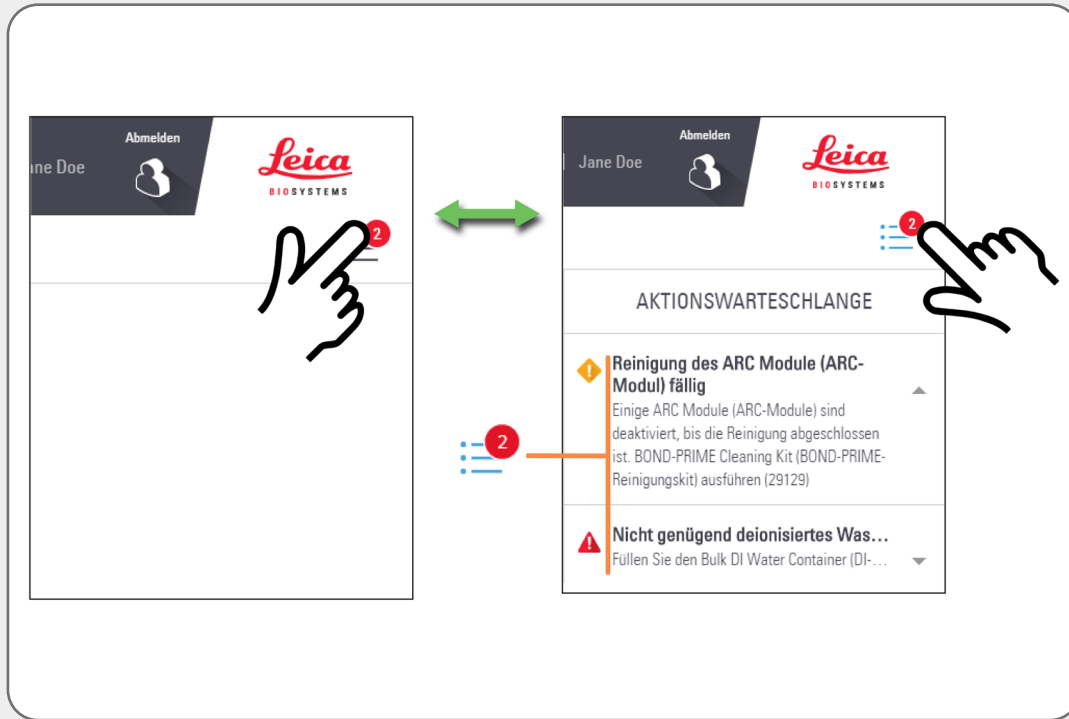 Abmelden
ne Doe
Leica
BIOSYSTEMS
2
Abmelden
Jane Doe
Leica
BIOSYSTEMS
2
AKTIONSWARTESCHLANGE
Reinigung des ARC Module (ARC-
Modul) fällig
Einige ARC Module (ARC-Module) sind
deaktiviert, bis die Reinigung abgeschlossen
ist. BOND-PRIME Cleaning Kit (BOND-PRIME-
Reinigungskit) ausführen (29129)
2
Nicht genügend deionisiertes Was...
Füllen Sie den Bulk DI Water Container (DI-...